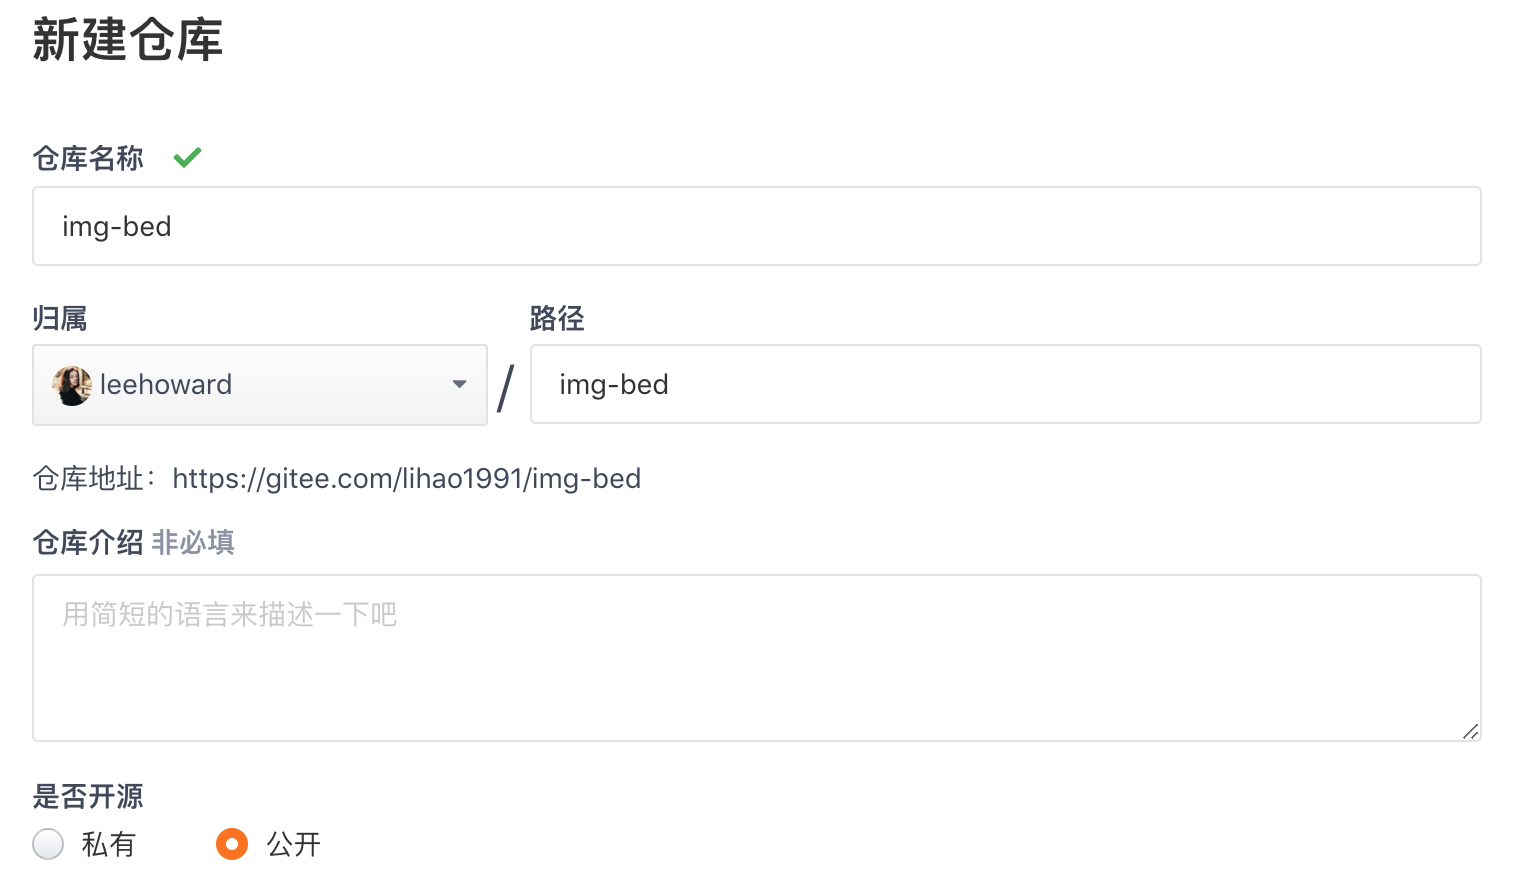 新建仓库
仓库名称
img-bed
归属
路径
leehoward
/
img-bed
仓库地址：https://gitee.com/lihao1991/img-bed
仓库介绍 非必填
用简短的语言来描述一下吧
是否开源
私有
公开